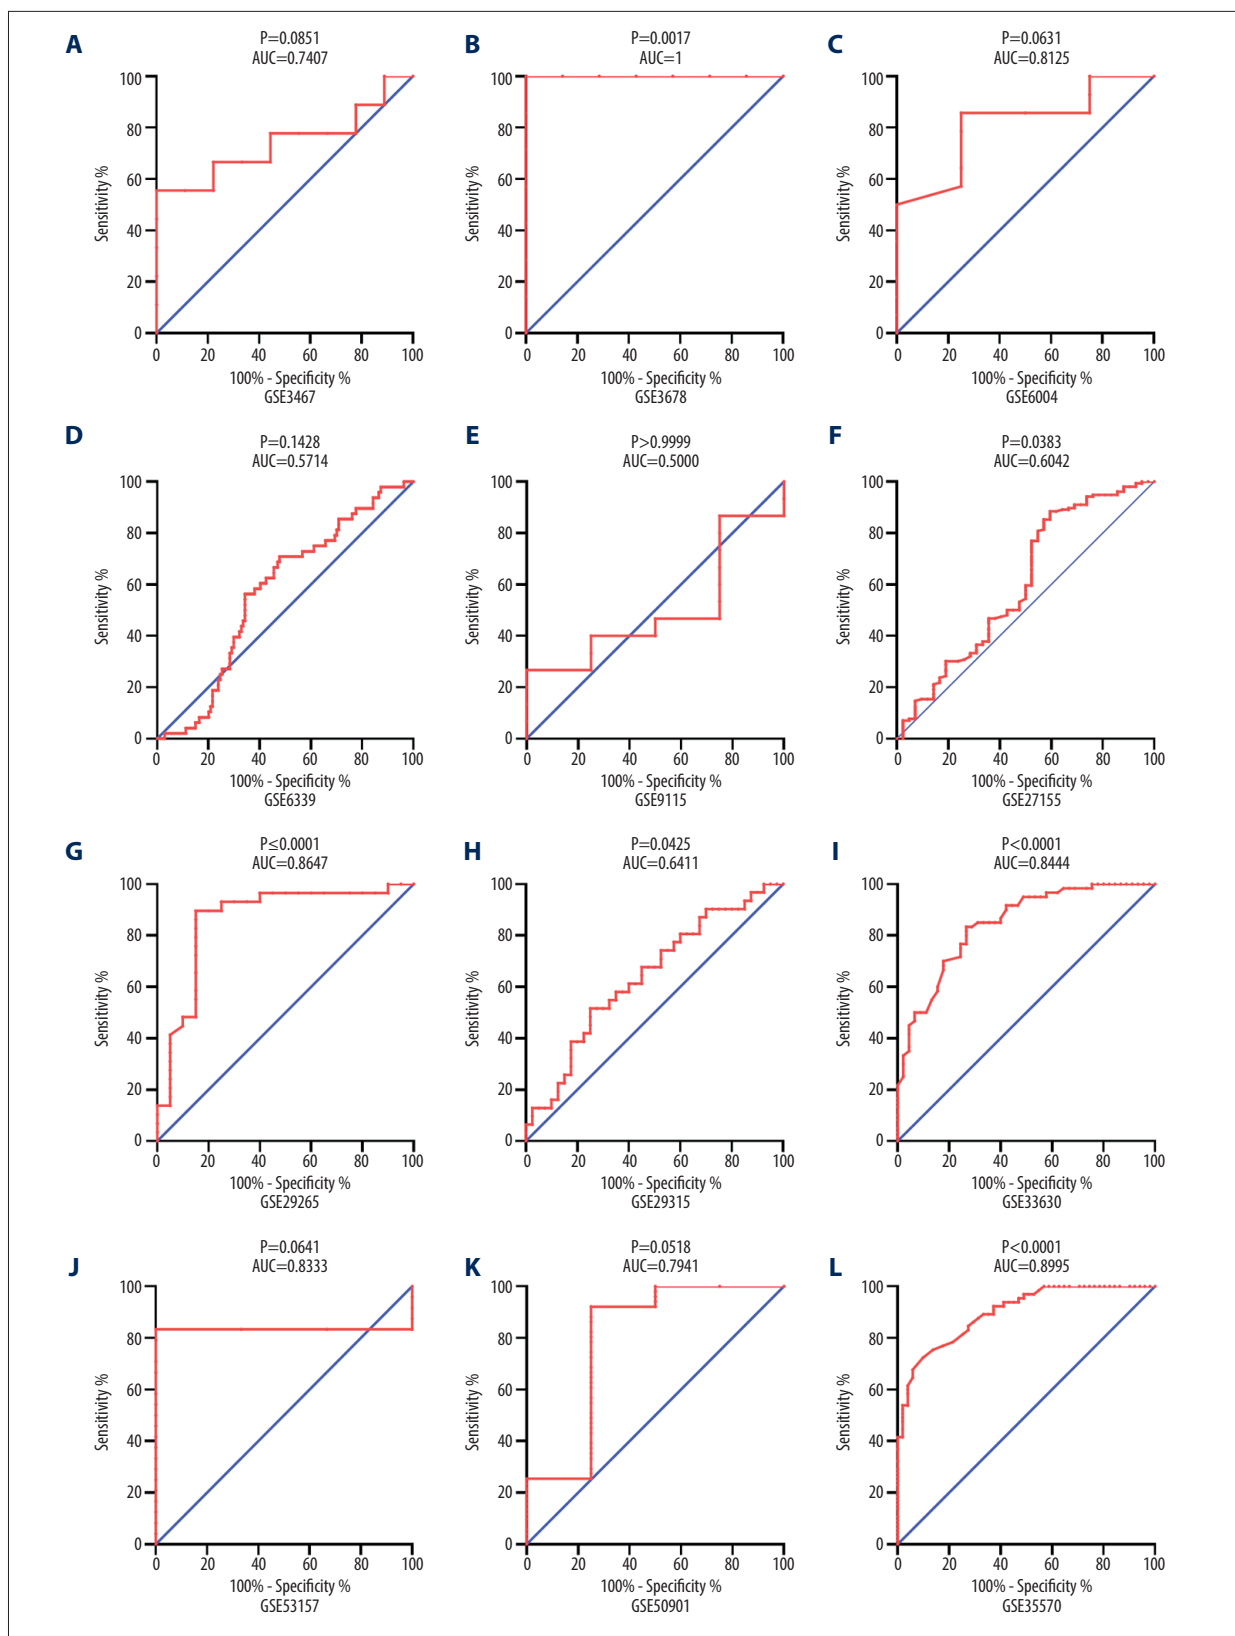 A
P=0.0851
AUC=0.7407
100
80
60
40
20
0
Sensitivity %
0 20 40 60 80 100
100% - Specificity %
GSE3467
B
P=0.0017
AUC=1
100
80
60
40
20
0
Sensitivity %
0 20 40 60 80 100
100% - Specificity %
GSE3678
C
P=0.0631
AUC=0.8125
100
80
60
40
20
0
Sensitivity %
0 20 40 60 80 100
100% - Specificity %
GSE6004
D
P=0.1428
AUC=0.5714
100
80
60
40
20
0
Sensitivity %
0 20 40 60 80 100
100% - Specificity %
GSE6339
E
P>0.9999
AUC=0.5000
100
80
60
40
20
0
Sensitivity %
0 20 40 60 80 100
100% - Specificity %
GSE9115
F
P=0.0383
AUC=0.6042
100
80
60
40
20
0
Sensitivity %
0 20 40 60 80 100
100% - Specificity %
GSE27155
G
P≤0.0001
AUC=0.8647
100
80
60
40
20
0
Sensitivity %
0 20 40 60 80 100
100% - Specificity %
GSE29265
H
P=0.0425
AUC=0.6411
100
80
60
40
20
0
Sensitivity %
0 20 40 60 80 100
100% - Specificity %
GSE29315
I
P<0.0001
AUC=0.8444
100
80
60
40
20
0
Sensitivity %
0 20 40 60 80 100
100% - Specificity %
GSE33630
J
P=0.0641
AUC=0.8333
100
80
60
40
20
0
Sensitivity %
0 20 40 60 80 100
100% - Specificity %
GSE53157
K
P=0.0518
AUC=0.7941
100
80
60
40
20
0
Sensitivity %
0 20 40 60 80 100
100% - Specificity %
GSE50901
L
P<0.0001
AUC=0.8995
100
80
60
40
20
0
Sensitivity %
0 20 40 60 80 100
100% - Specificity %
GSE35570